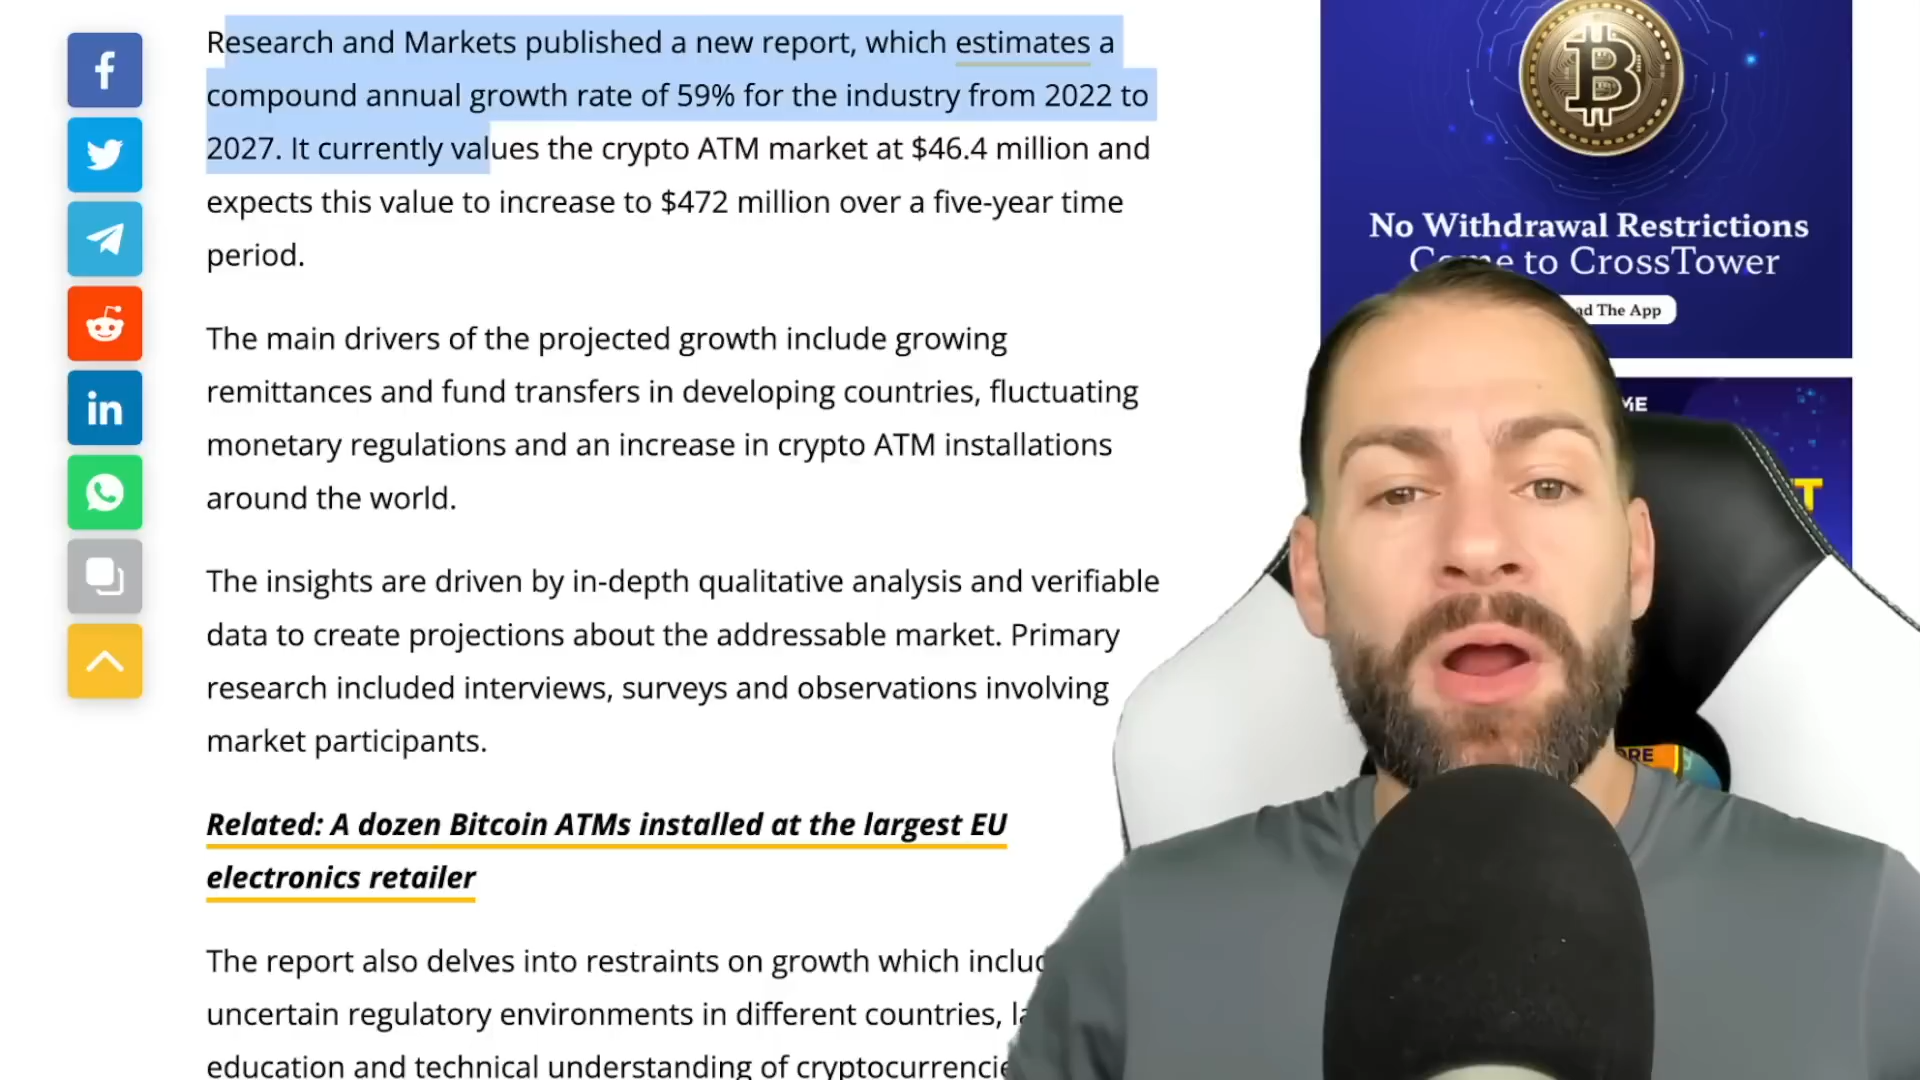 Research and Markets published a new report, which estimates a
compound annual growth rate of 59% for the industry from 2022 to
2027. It currently values the crypto ATM market at $46.4 million and
expects this value to increase to $472 million over a five-year time
period.
The main drivers of the projected growth include growing
remittances and fund transfers in developing countries, fluctuating
monetary regulations and an increase in crypto ATM installations
around the world.
The insights are driven by in-depth qualitative analysis and verifiable
data to create projections about the addressable market. Primary
research included interviews, surveys and observations involving
market participants.
Related: A dozen Bitcoin ATMs installed at the largest EU
electronics retailer
The report also delves into restraints on growth which
uncertain regulatory environments in different countries,
education and technical understanding of
No Withdrawal Restrictions
to CrossTower
The App